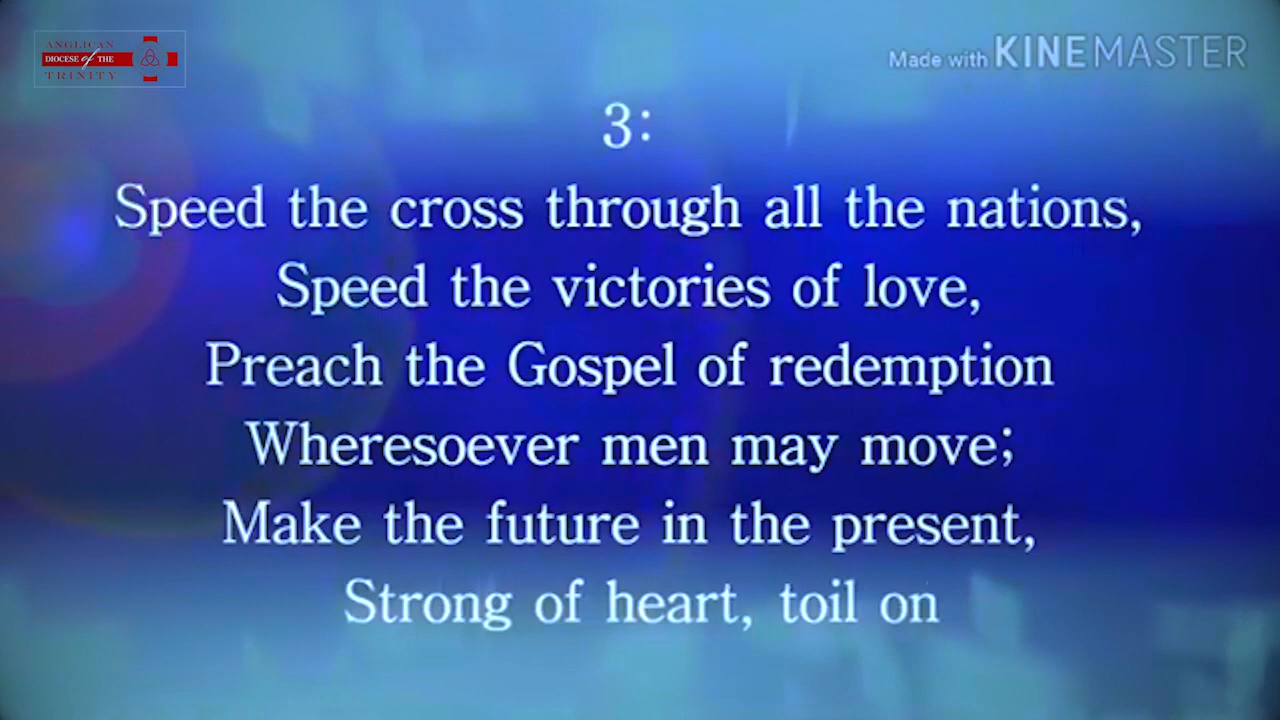 ANGLICAN
DIOCESE of THE
TRINITY
Made with KINEMASTER
3:
Speed the cross through all the nations,
Speed the victories of love,
Preach the Gospel of redemption
Wheresoever men may move;
Make the future in the present,
Strong of heart, toil on